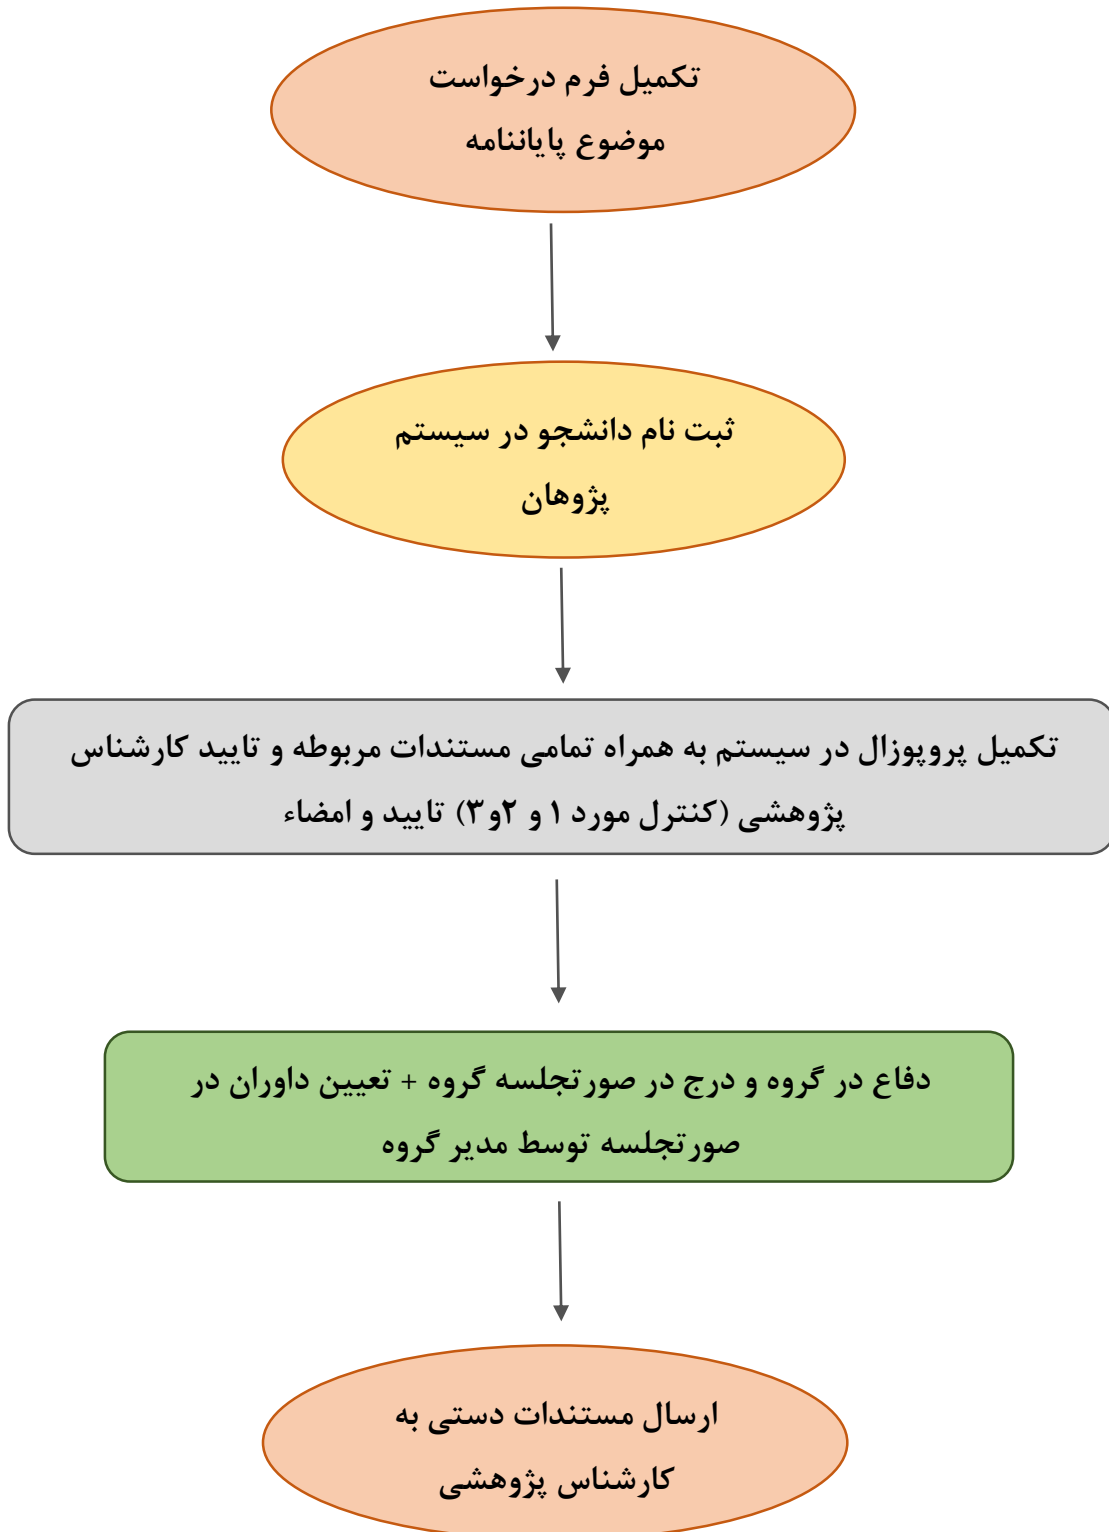 تکمیل فرم درخواست
موضوع پایاننامه
ثبت نام دانشجو در سیستم
پژوهان
تکمیل پروپوزال در سیستم به همراه تمامی مستندات مربوطه و تایید کارشناس
پژوهشی (کنترل مورد ۱ و ۲و۳) تایید و امضاء
دفاع در گروه و درج در صورتجلسه گروه + تعیین داوران در
صورتجلسه توسط مدیر گروه
ارسال مستندات دستی به
کارشناس پژوهشی